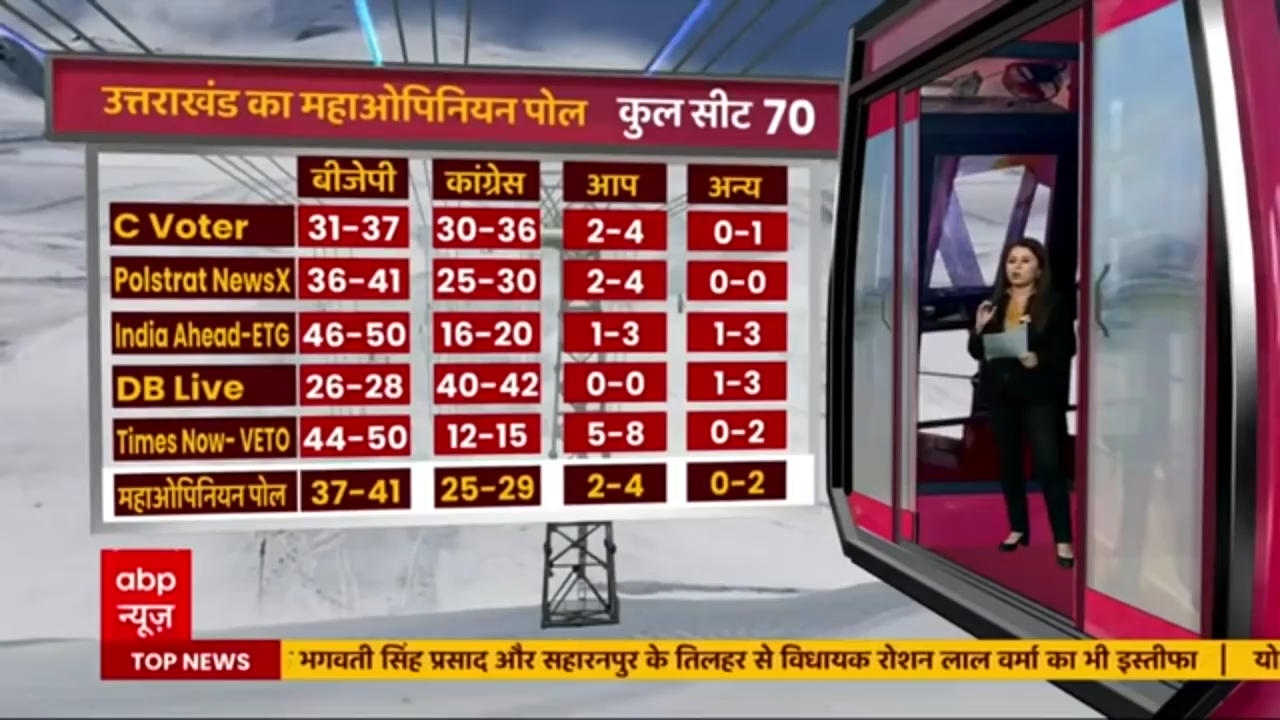 उत्तराखंड का महाओपिनियन पोल कुल सीट 70
बीजेपी कांग्रेस आप अन्य
C Voter 31-37 30-36 2-4 0-1
Polstrat NewsX 36-41 25-30 2-4 0-0
India Ahead-ETG 46-50 16-20 1-3 1-3
DB Live 26-28 40-42 0-0 1-3
Times Now- VETO 44-50 12-15 5-8 0-2
महाओपिनियन पोल 37-41 25-29 2-4 0-2
abp
न्यूज़
TOP NEWS भगवती सिंह प्रसाद और सहारनपुर के तिलहर से विधायक रोशन लाल वर्मा का भी इस्तीफा |